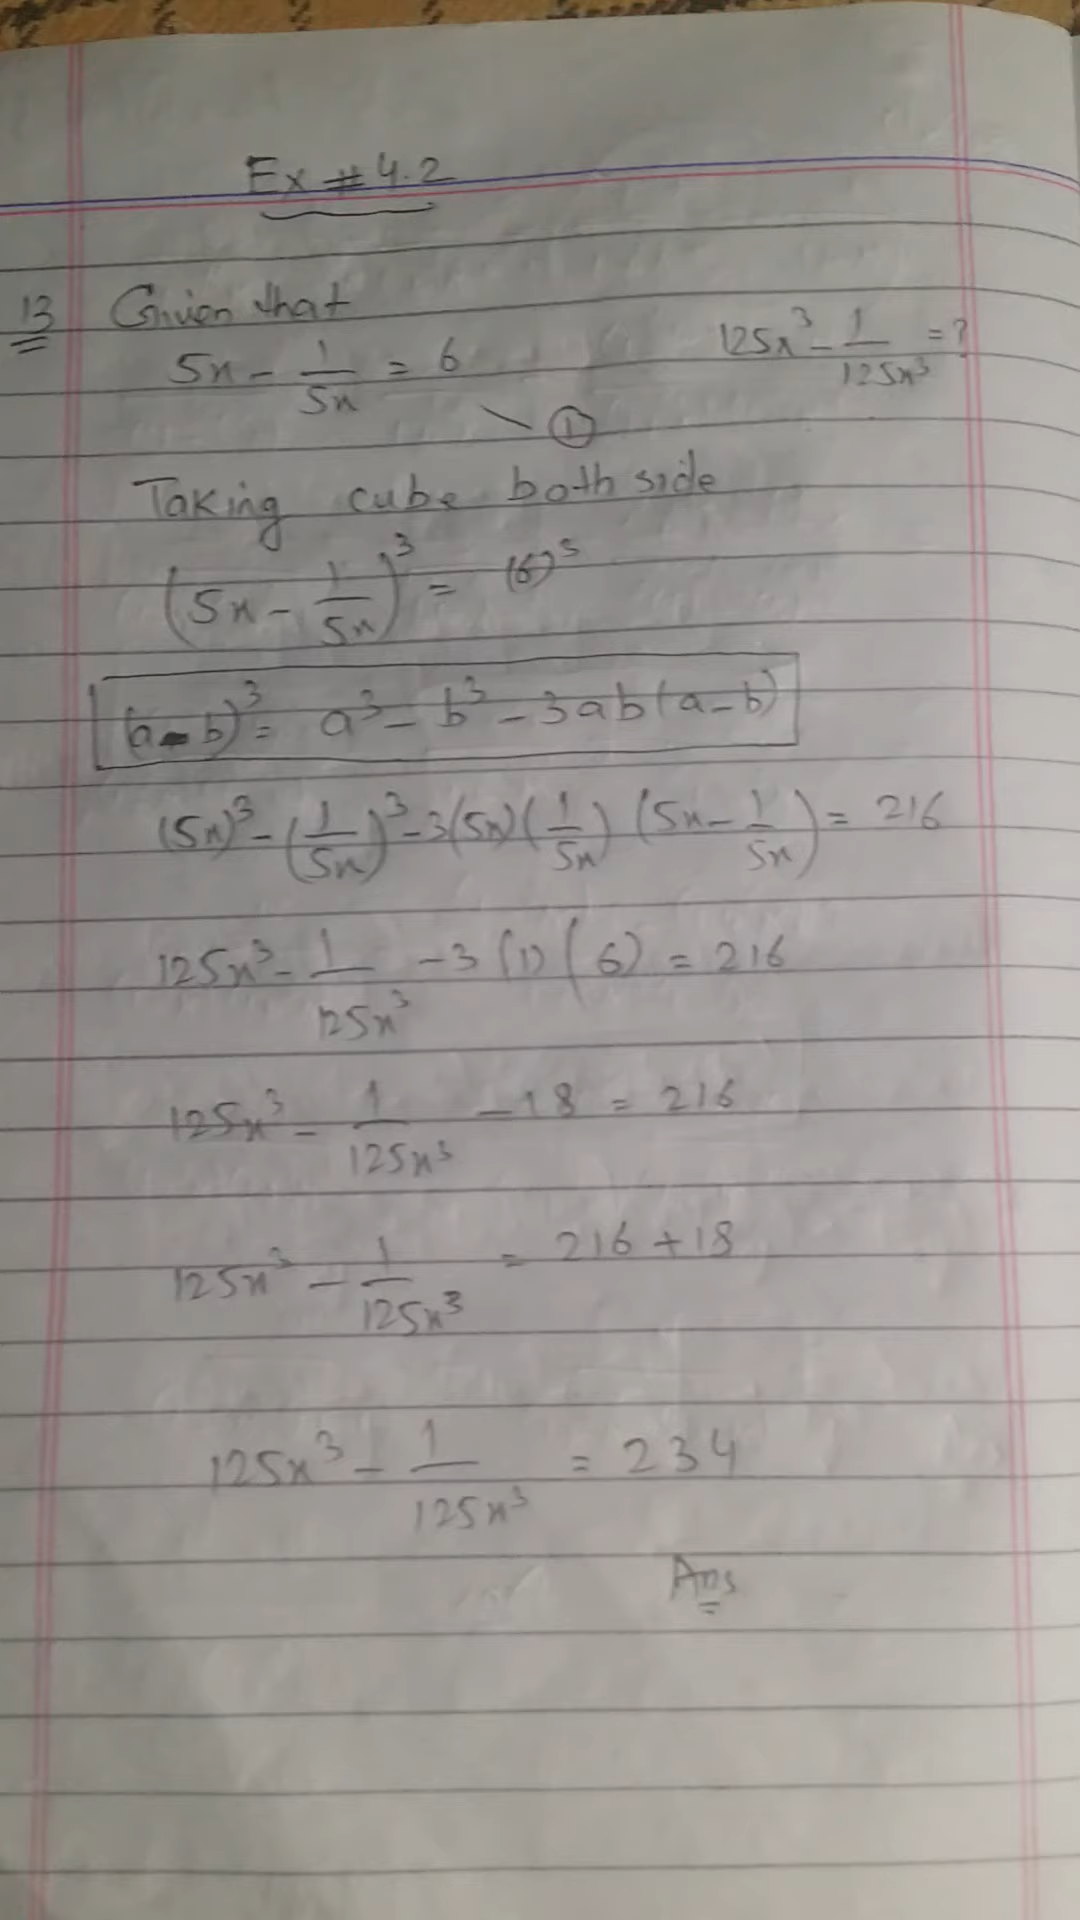 Ex # 4.2
13 Given that
5x - 1/5x = 6 125x³ - 1/125x³ = ?
①
Taking cube both side
(5x - 1/5x)³ = (6)³
(a-b)³ = a³ - b³ - 3ab(a-b)
(5x)³ - (1/5x)³ - 3(5x)(1/5x)(5x - 1/5x) = 216
125x³ - 1/125x³ - 3(1)(6) = 216
125x³ - 1/125x³ - 18 = 216
125x³ - 1/125x³ = 216 + 18
125x³ - 1/125x³ = 234
Ans